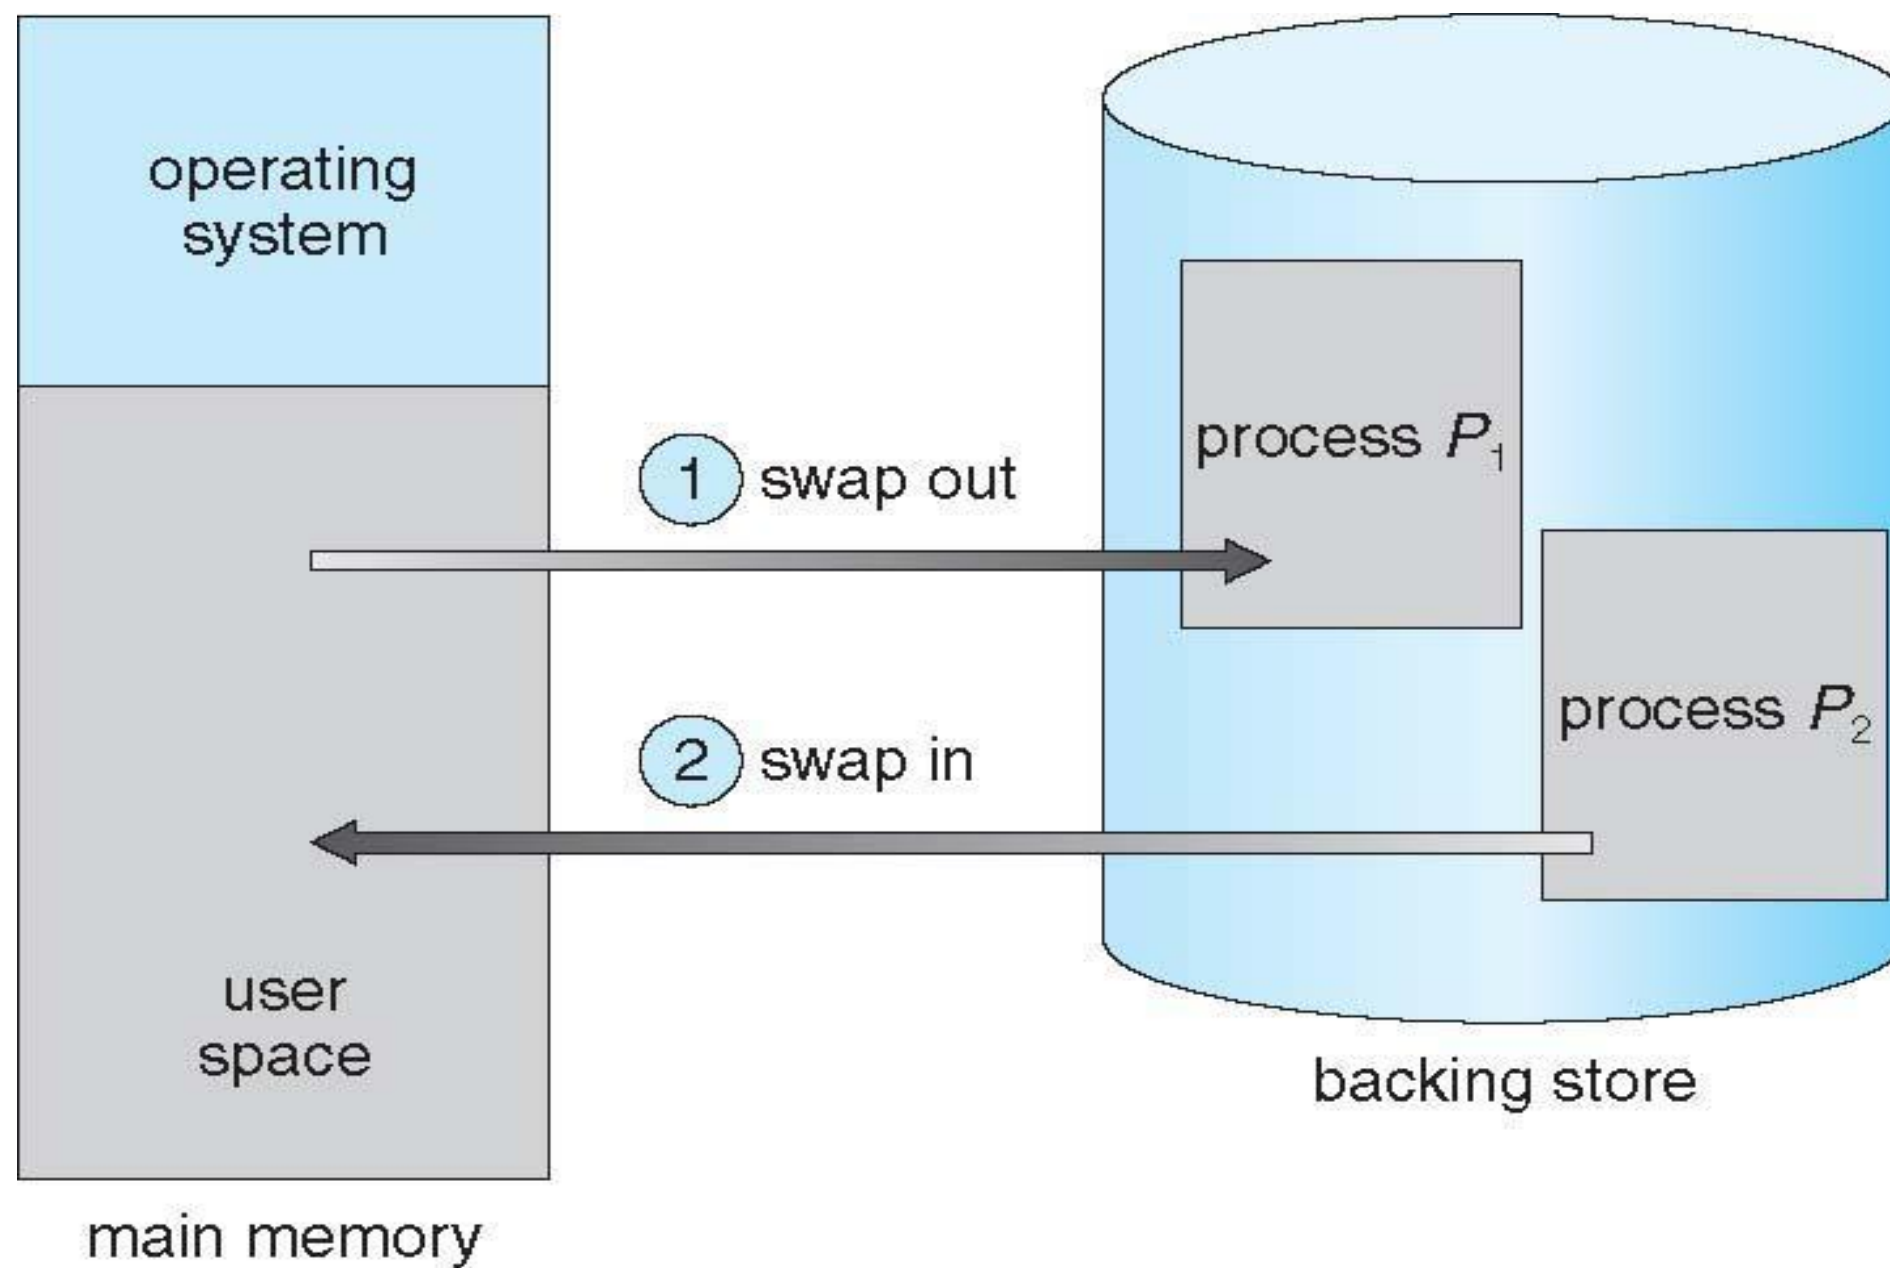 operating
system
process P₁
1 swap out
process P₂
2 swap in
user
space
backing store
main memory